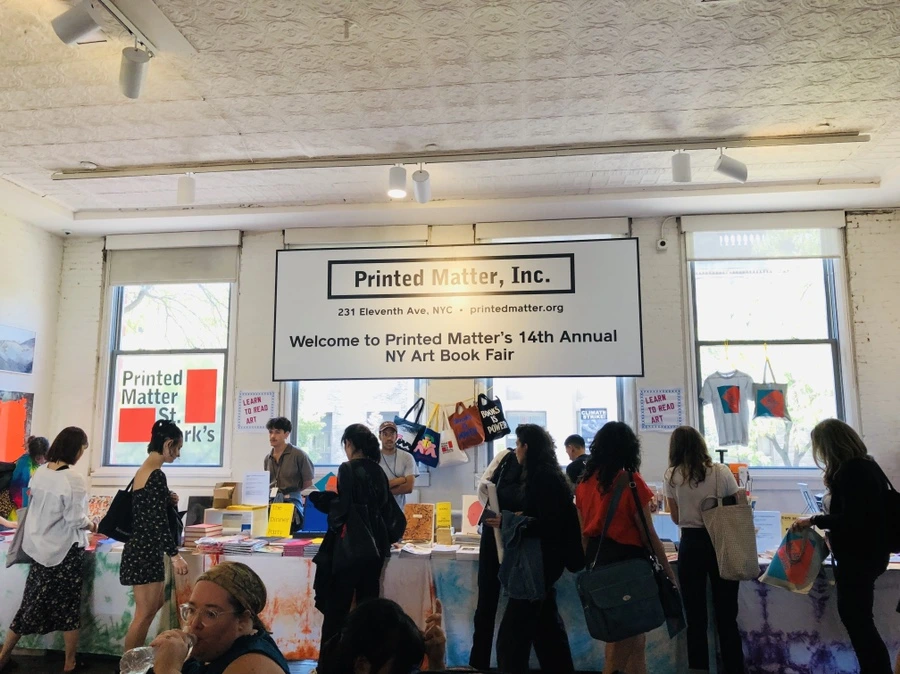 Printed Matter, Inc.
231 Eleventh Ave, NYC • printedmatter.org
Welcome to Printed Matter's 14th Annual
NY Art Book Fair
Printed
Matter
St
Mark's
LEARN
TO READ
ART
BOOKS
IS
POWER
CLIMATE
STRIKE!
LEARN
TO READ
ART